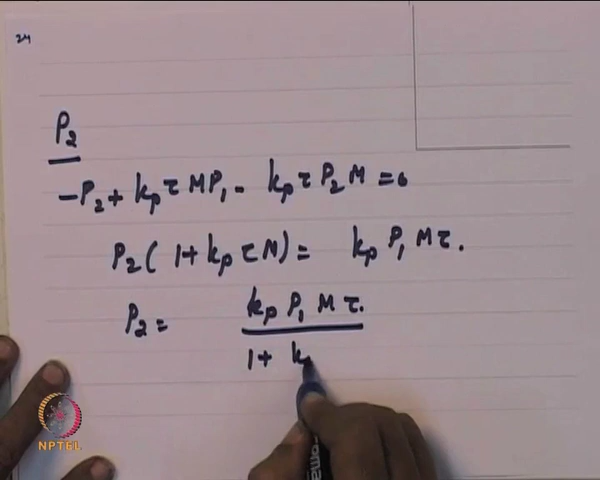 24
P₂
-P₂ + kₚ τ M P₁ - kₚ τ P₂ M = 0
P₂ ( 1 + kₚ τ M ) = kₚ P₁ M τ .
P₂ = kₚ P₁ M τ .
1 + k
NPTEL